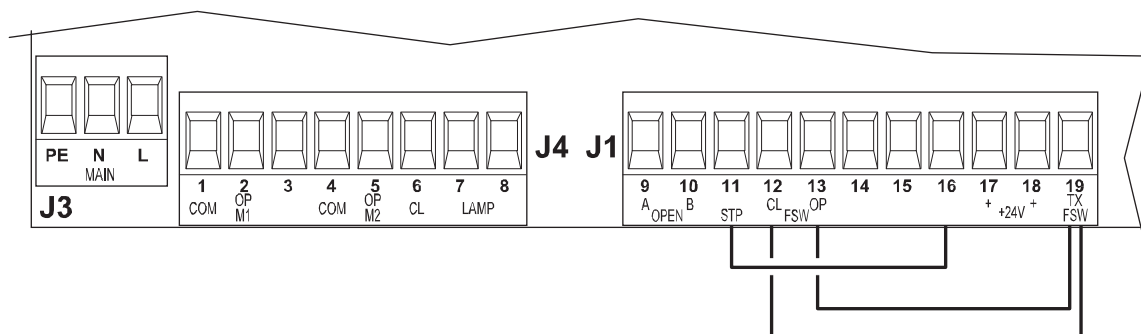 PE N L
MAIN
J3
1 2 3 4 5 6 7 8
COM OP M1 COM OP M2 CL LAMP
J4 J1
9 10 11 12 13 14 15 16 17 18 19
A OPEN B STP CL FSW OP + +24V + TX FSW